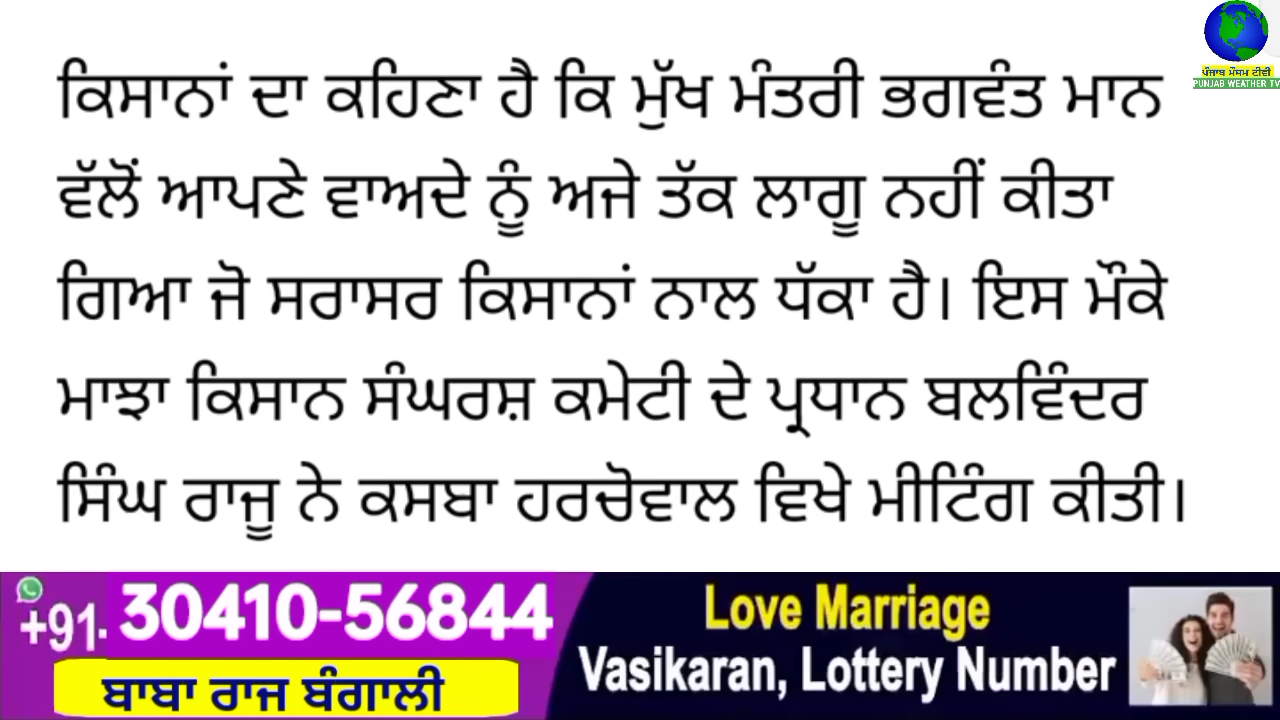 ਪੰਜਾਬ ਮੌਸਮ ਟੀਵੀ
PUNJAB WEATHER TV
ਕਿਸਾਨਾਂ ਦਾ ਕਹਿਣਾ ਹੈ ਕਿ ਮੁੱਖ ਮੰਤਰੀ ਭਗਵੰਤ ਮਾਨ
ਵੱਲੋਂ ਆਪਣੇ ਵਾਅਦੇ ਨੂੰ ਅਜੇ ਤੱਕ ਲਾਗੂ ਨਹੀਂ ਕੀਤਾ
ਗਿਆ ਜੋ ਸਰਾਸਰ ਕਿਸਾਨਾਂ ਨਾਲ ਧੱਕਾ ਹੈ। ਇਸ ਮੌਕੇ
ਮਾਝਾ ਕਿਸਾਨ ਸੰਘਰਸ਼ ਕਮੇਟੀ ਦੇ ਪ੍ਰਧਾਨ ਬਲਵਿੰਦਰ
ਸਿੰਘ ਰਾਜੂ ਨੇ ਕਸਬਾ ਹਰਚੋਵਾਲ ਵਿਖੇ ਮੀਟਿੰਗ ਕੀਤੀ।
+91- 30410-56844
ਬਾਬਾ ਰਾਜ ਬੰਗਾਲੀ
Love Marriage
Vasikaran, Lottery Number